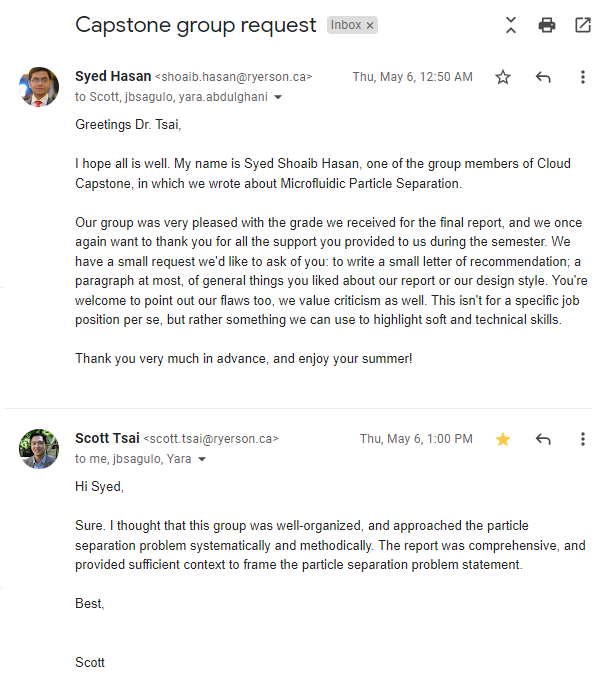 Capstone group request Inbox x
Syed Hasan <shoaib.hasan@ryerson.ca> Thu, May 6, 12:50 AM
to Scott, jbsagulo, yara.abdulghani
Greetings Dr. Tsai,
I hope all is well. My name is Syed Shoaib Hasan, one of the group members of Cloud
Capstone, in which we wrote about Microfluidic Particle Separation.
Our group was very pleased with the grade we received for the final report, and we once
again want to thank you for all the support you provided to us during the semester. We
have a small request we'd like to ask of you: to write a small letter of recommendation; a
paragraph at most, of general things you liked about our report or our design style. You're
welcome to point out our flaws too, we value criticism as well. This isn't for a specific job
position per se, but rather something we can use to highlight soft and technical skills.
Thank you very much in advance, and enjoy your summer!
Scott Tsai <scott.tsai@ryerson.ca> Thu, May 6, 1:00 PM
to me, jbsagulo, Yara
Hi Syed,
Sure. I thought that this group was well-organized, and approached the particle
separation problem systematically and methodically. The report was comprehensive, and
provided sufficient context to frame the particle separation problem statement.
Best,
Scott